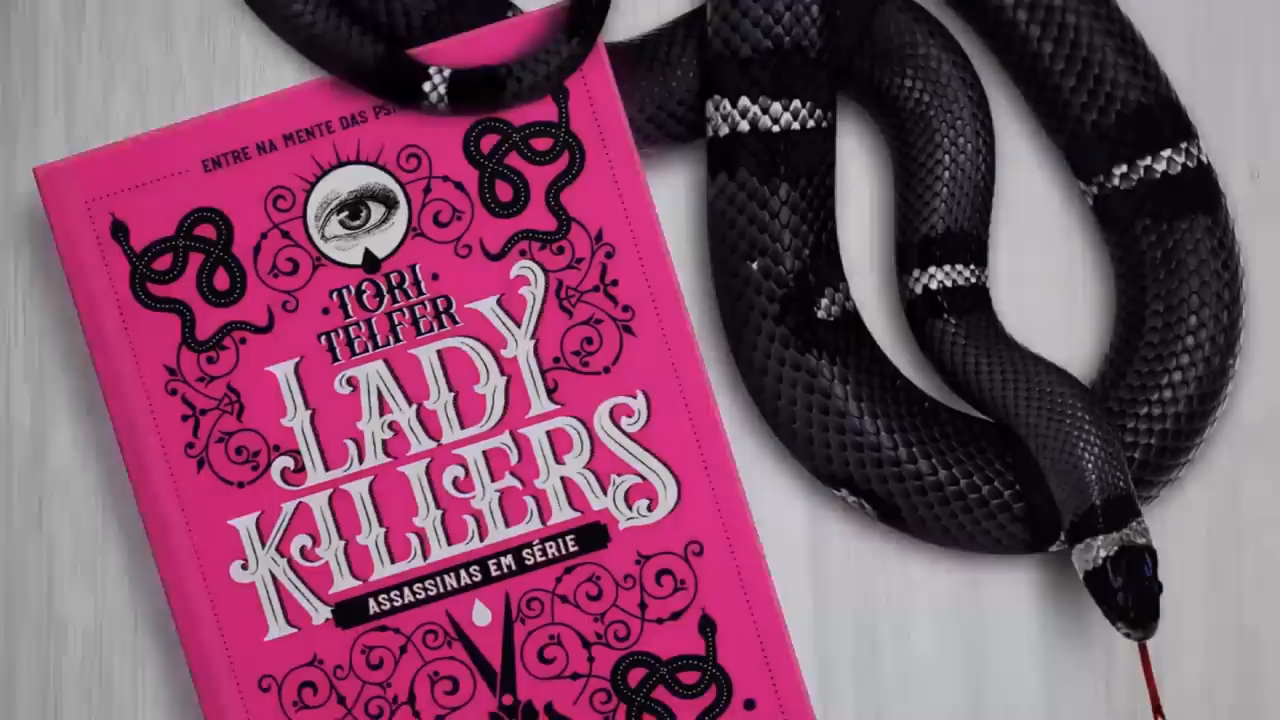 ENTRE NA MENTE DAS
TORI
TELFER
LADY
KILLERS
ASSASSINAS EM SÉRIE